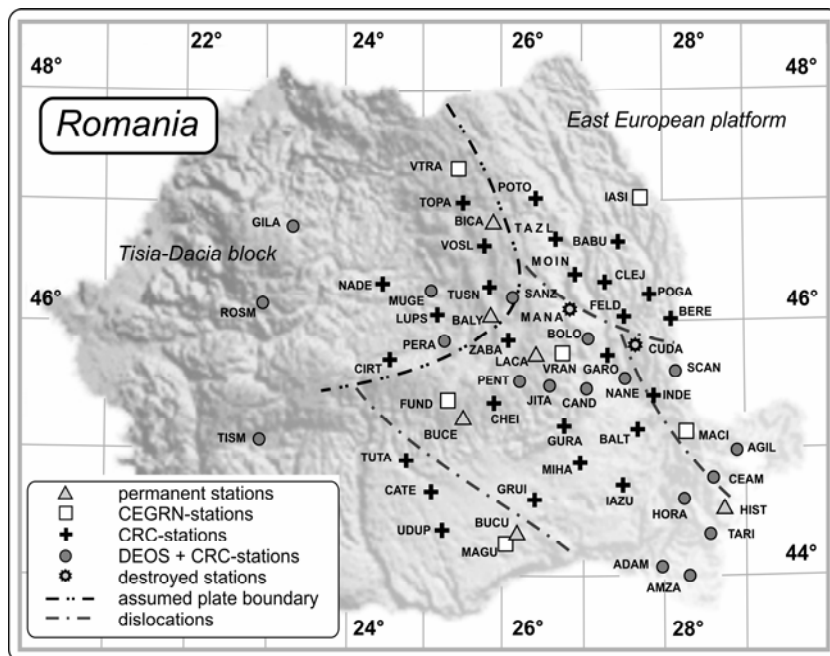 22° 24° 26° 28°
48° 48°
Romania
East European platform
VTRA
POTO IASI
TOPA
BICA
GILA TAZL
VOSL BABU
Tisia-Dacia block
MOIN
CLEJ
NADE
46° MUGE TUSN SANZ POGA 46°
ROSM MANA FELD BERE
LUPS BALY
BOLO
PERA ZABA CUDA
LACA
CIRT VRAN GARO SCAN
PENT
JITA CAND NANE INDE
FUND
CHEI
BUCE MACI
TISM GURA BALT
AGIL
TUTA MIHA
CEAM
CATE GRUI
IAZU HIST
HORA
UDUP BUCU TARI
MAGU
ADAM 44°
AMZA
permanent stations
CEGRN-stations
CRC-stations
DEOS + CRC-stations
destroyed stations
assumed plate boundary
dislocations
24° 26° 28°